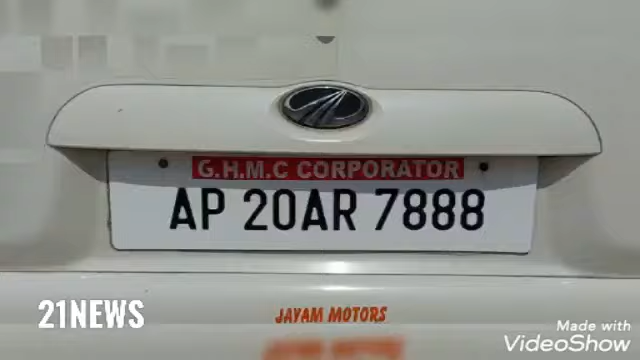 G.H.M.C CORPORATOR
AP 20AR 7888
JAYAM MOTORS
21NEWS
Made with
VideoShow